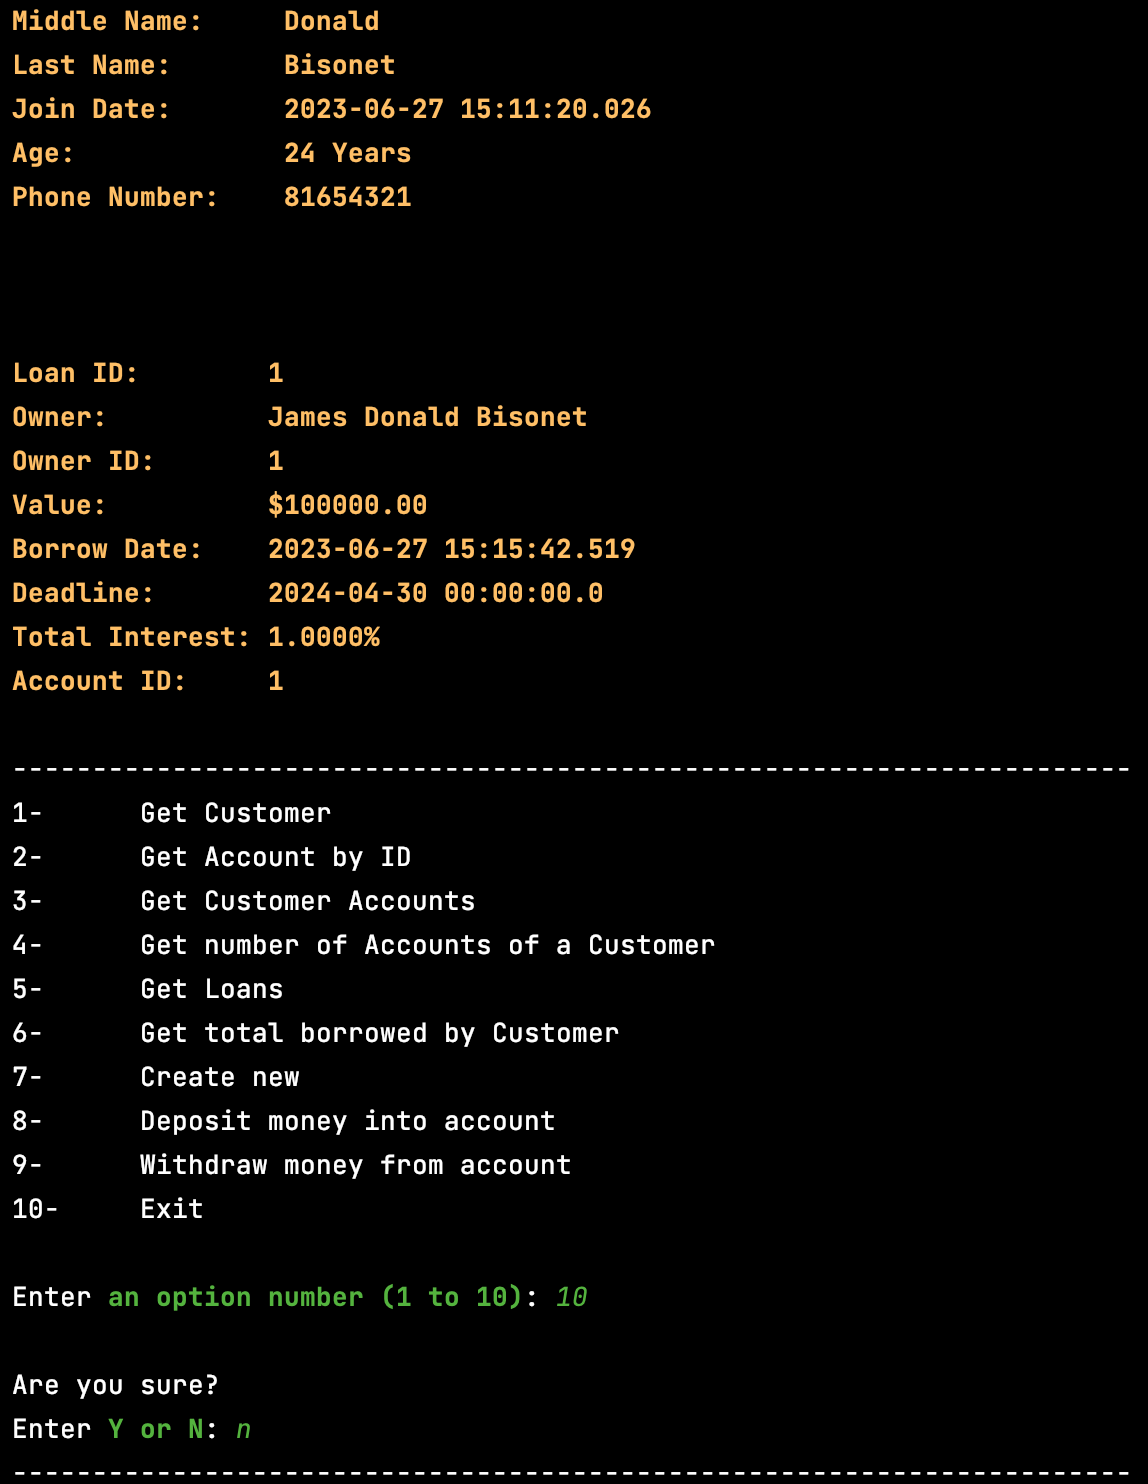 Middle Name:     Donald
Last Name:       Bisonet
Join Date:       2023-06-27 15:11:20.026
Age:             24 Years
Phone Number:    81654321
Loan ID:        1
Owner:          James Donald Bisonet
Owner ID:       1
Value:          $100000.00
Borrow Date:    2023-06-27 15:15:42.519
Deadline:       2024-04-30 00:00:00.0
Total Interest: 1.0000%
Account ID:     1
----------------------------------------------------------------------
1-      Get Customer
2-      Get Account by ID
3-      Get Customer Accounts
4-      Get number of Accounts of a Customer
5-      Get Loans
6-      Get total borrowed by Customer
7-      Create new
8-      Deposit money into account
9-      Withdraw money from account
10-     Exit
Enter an option number (1 to 10): 10
Are you sure?
Enter Y or N: n
----------------------------------------------------------------------